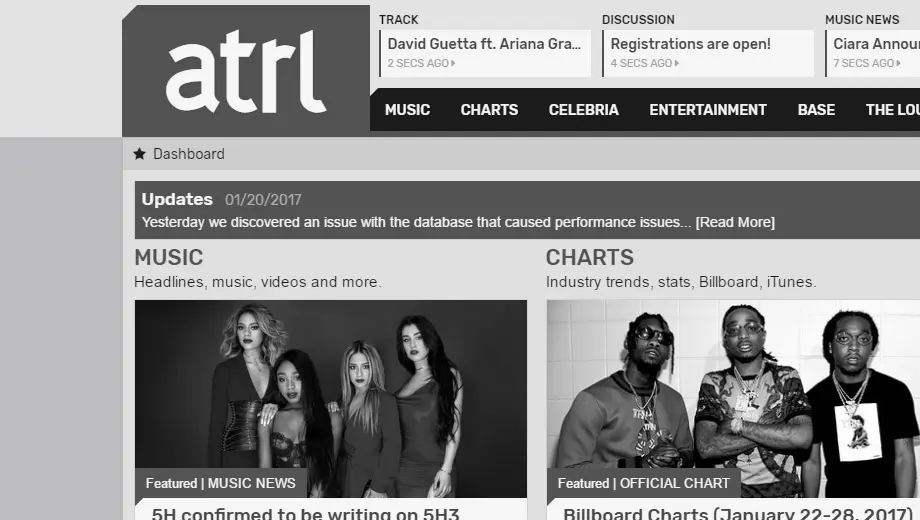 atrl
TRACK
David Guetta ft. Ariana Gra...
2 SECS AGO
DISCUSSION
Registrations are open!
4 SECS AGO
MUSIC NEWS
Ciara Annou
7 SECS AGO
MUSIC CHARTS CELEBRIA ENTERTAINMENT BASE THE LOU
Dashboard
Updates 01/20/2017
Yesterday we discovered an issue with the database that caused performance issues... [Read More]
MUSIC
Headlines, music, videos and more.
Featured | MUSIC NEWS
5H confirmed to be writing on 5H3
CHARTS
Industry trends, stats, Billboard, iTunes.
Featured | OFFICIAL CHART
Billboard Charts (January 22-28, 2017)